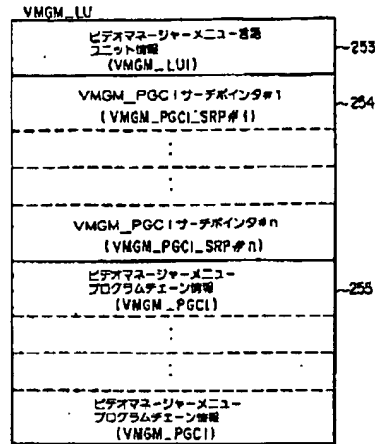 VMGM_LU
ビデオマネージャーメニュー言語
ユニット情報
(VMGM_LUI)
253
VMGM_PGCIサーチポインタ#1
(VMGM_PGCI_SRP#1)
254
VMGM_PGCIサーチポインタ#n
(VMGM_PGCI_SRP#n)
ビデオマネージャーメニュー
プログラムチェーン情報
(VMGM_PGCI)
255
ビデオマネージャーメニュー
プログラムチェーン情報
(VMGM_PGCI)